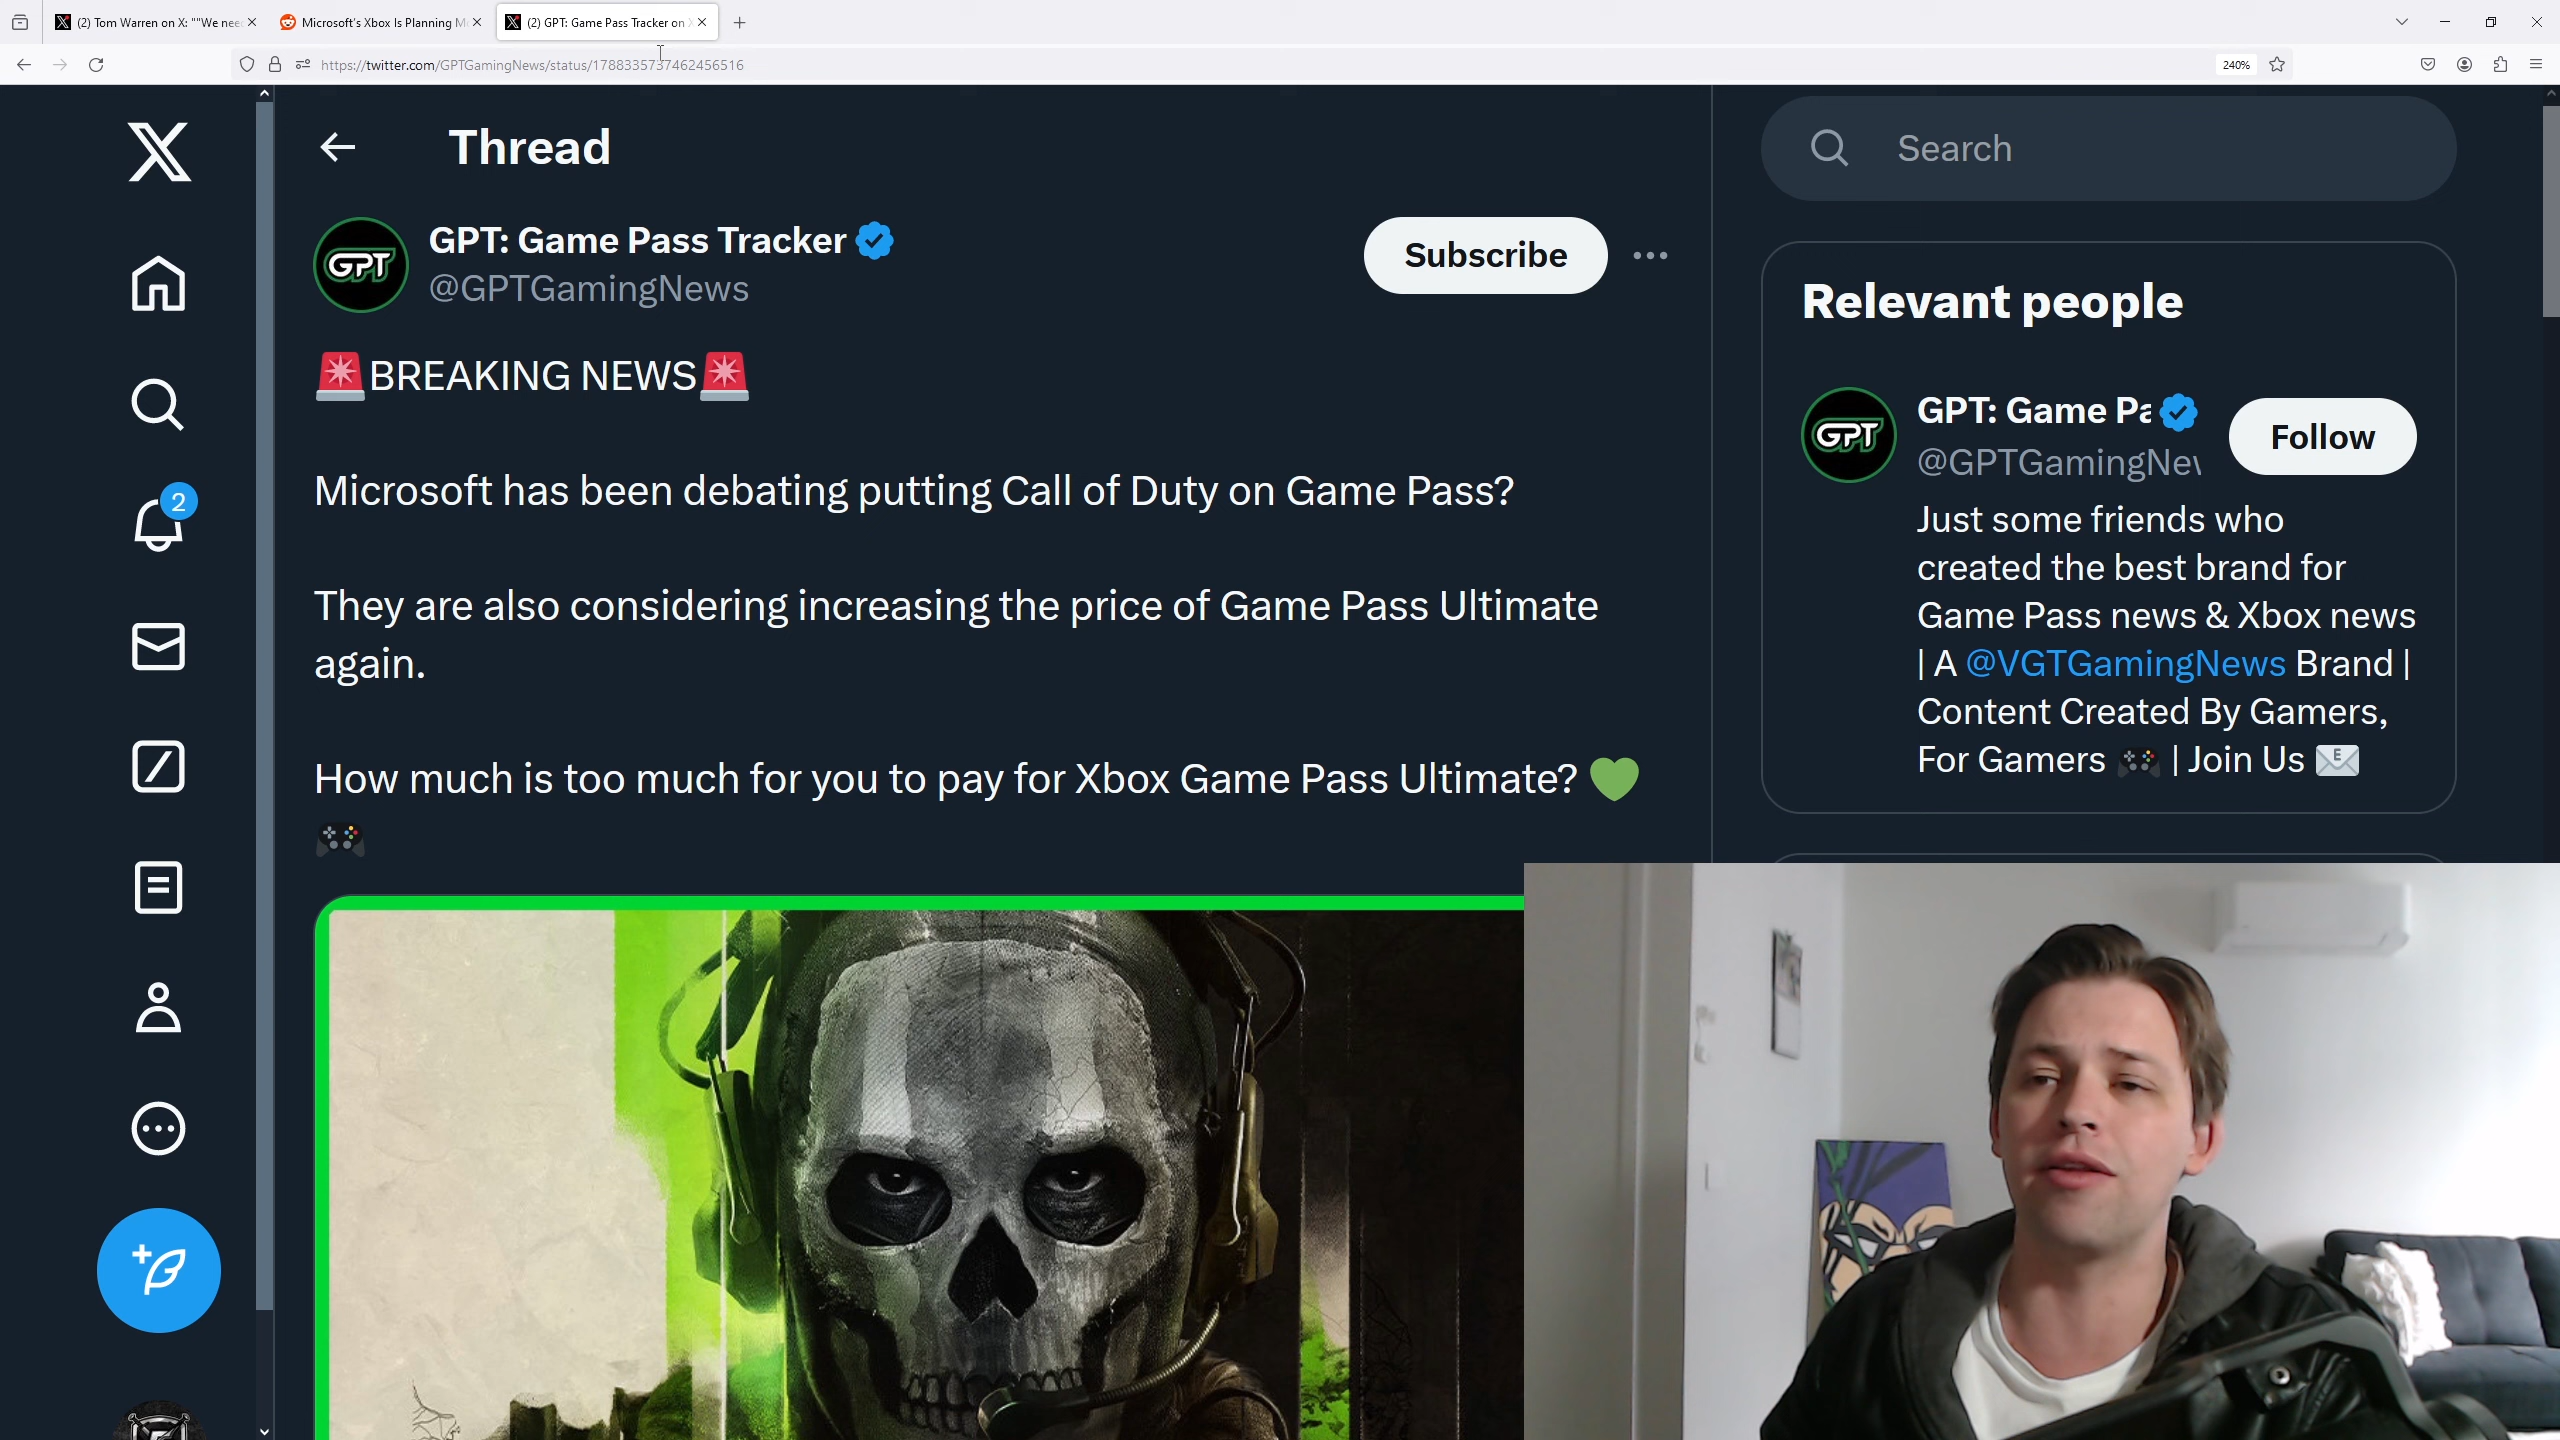 (2) Tom Warren on X: ""We nee
Microsoft's Xbox Is Planning M
(2) GPT: Game Pass Tracker on
https://twitter.com/GPTGamingNews/status/1788335737462456516
240%
Thread
Search
GPT
GPT: Game Pass Tracker
@GPTGamingNews
Subscribe
🚨BREAKING NEWS🚨
Microsoft has been debating putting Call of Duty on Game Pass?
They are also considering increasing the price of Game Pass Ultimate
again.
How much is too much for you to pay for Xbox Game Pass Ultimate? 💚
🎮
2
Relevant people
GPT
GPT: Game Pa
@GPTGamingNev
Follow
Just some friends who
created the best brand for
Game Pass news & Xbox news
| A @VGTGamingNews Brand |
Content Created By Gamers,
For Gamers 🎮 | Join Us 📧